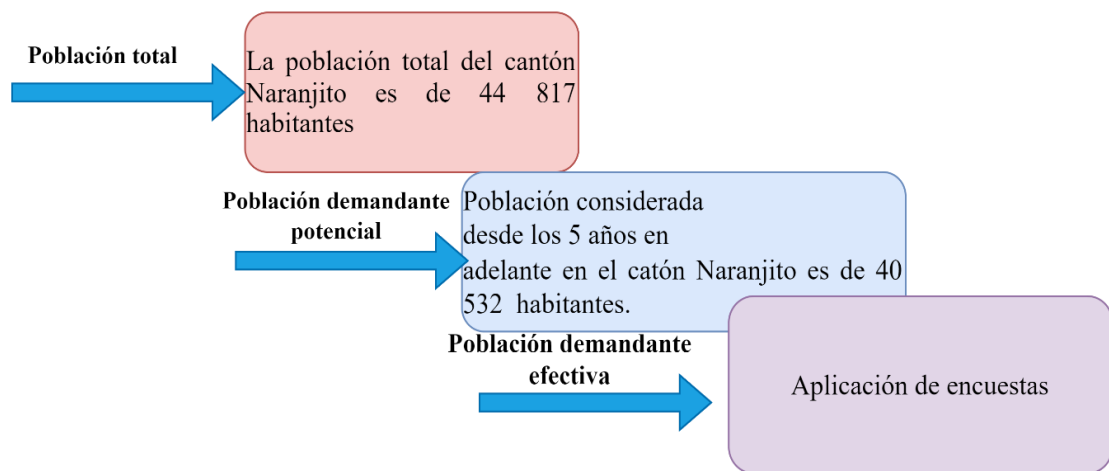 Población total
La población total del cantón
Naranjito es de 44 817
habitantes
Población demandante
potencial
Población considerada
desde los 5 años en
adelante en el catón Naranjito es de 40
532 habitantes.
Población demandante
efectiva
Aplicación de encuestas